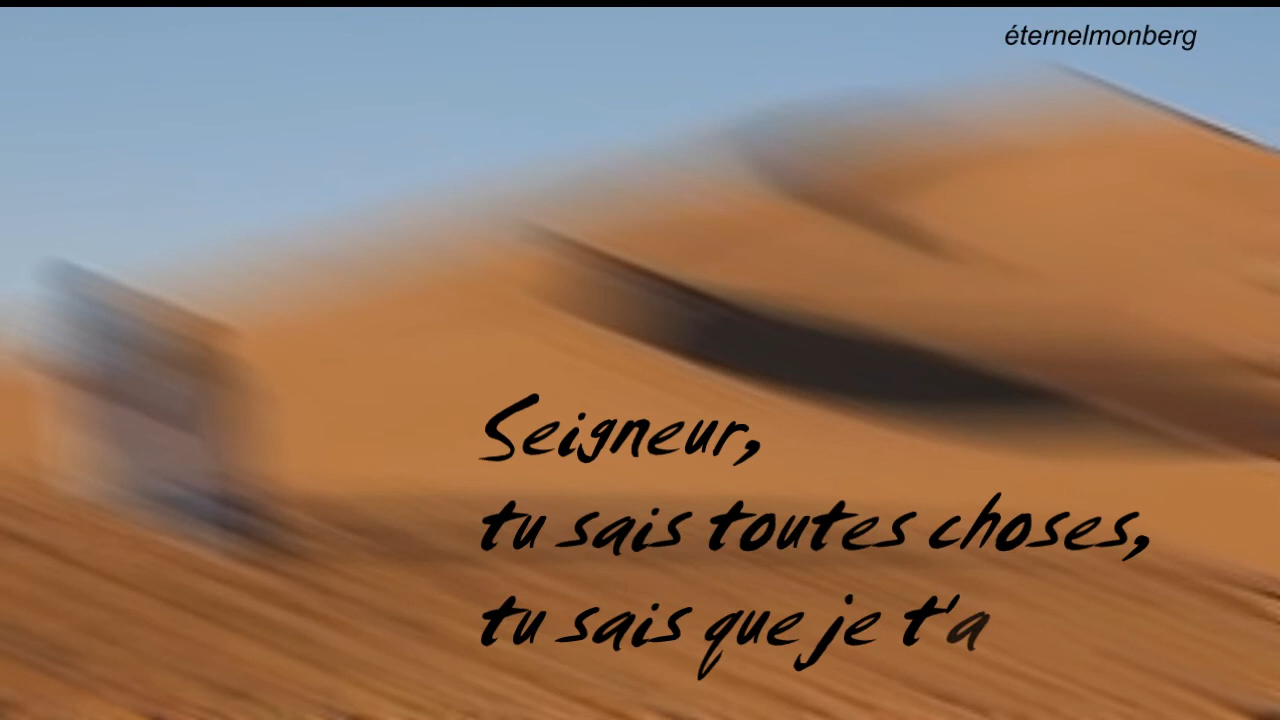 éternelmonberg
Seigneur,
tu sais toutes choses,
tu sais que je t'a